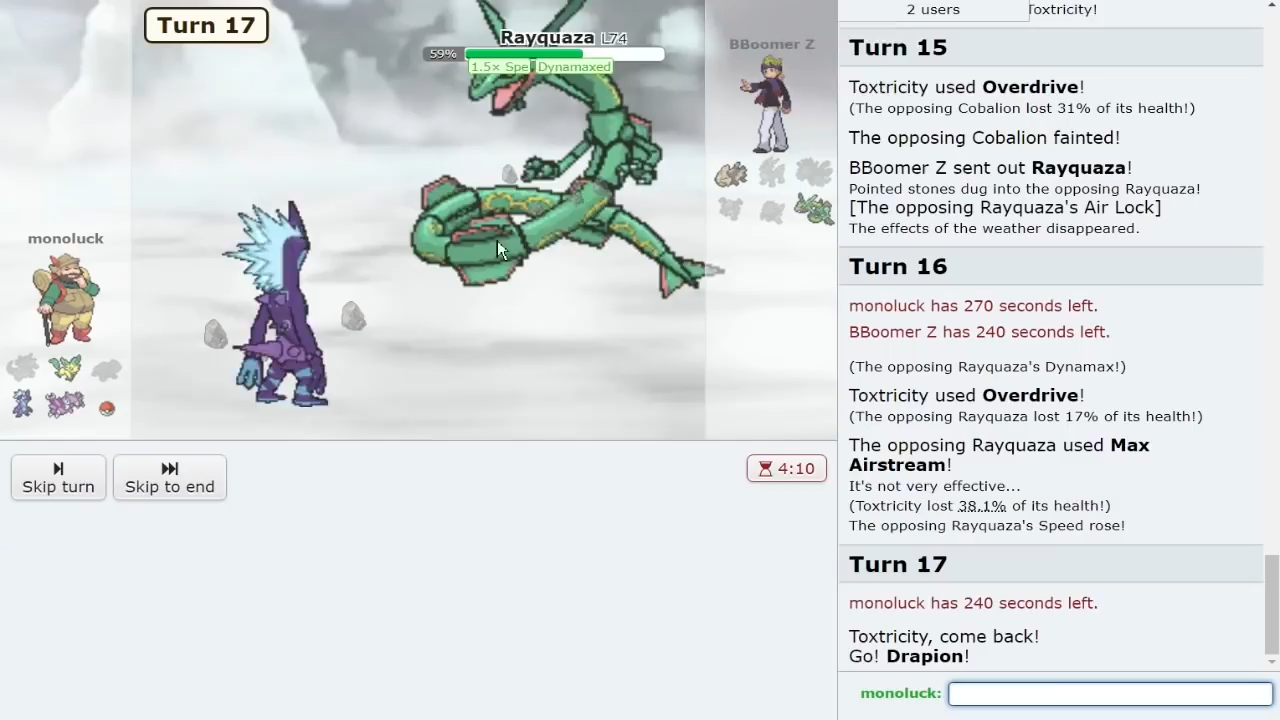 Turn 17
Rayquaza L74
59%
1.5× Spe Dynamaxed
BBoomer Z
monoluck
Skip turn
Skip to end
4:10
2 users
Toxtricity!
Turn 15
Toxtricity used Overdrive!
(The opposing Cobalion lost 31% of its health!)
The opposing Cobalion fainted!
BBoomer Z sent out Rayquaza!
Pointed stones dug into the opposing Rayquaza!
[The opposing Rayquaza's Air Lock]
The effects of the weather disappeared.
Turn 16
monoluck has 270 seconds left.
BBoomer Z has 240 seconds left.
(The opposing Rayquaza's Dynamax!)
Toxtricity used Overdrive!
(The opposing Rayquaza lost 17% of its health!)
The opposing Rayquaza used Max
Airstream!
It's not very effective...
(Toxtricity lost 38.1% of its health!)
The opposing Rayquaza's Speed rose!
Turn 17
monoluck has 240 seconds left.
Toxtricity, come back!
Go! Drapion!
monoluck: